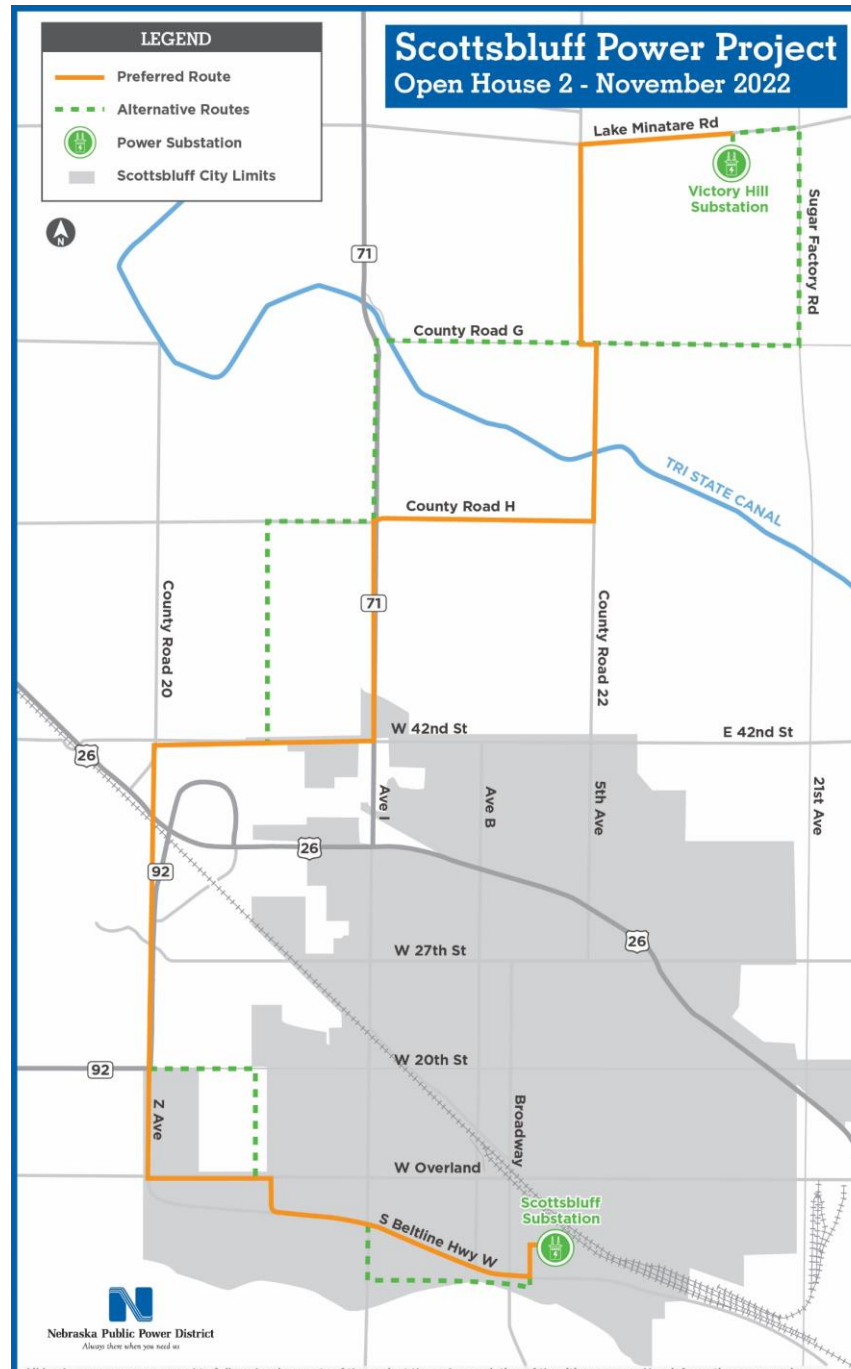 LEGEND
Preferred Route
Alternative Routes
Power Substation
Scottsbluff City Limits
N
Scottsbluff Power Project
Open House 2 - November 2022
Lake Minatare Rd
Victory Hill
Substation
Sugar Factory Rd
71
County Road G
TRI STATE CANAL
County Road H
71
County Road 20
County Road 22
W 42nd St
E 42nd St
26
Ave I
Ave B
5th Ave
21st Ave
26
92
26
W 27th St
W 20th St
92
Z Ave
Broadway
W Overland
Scottsbluff
Substation
S Beltline Hwy W
Nebraska Public Power District
Always there when you need us